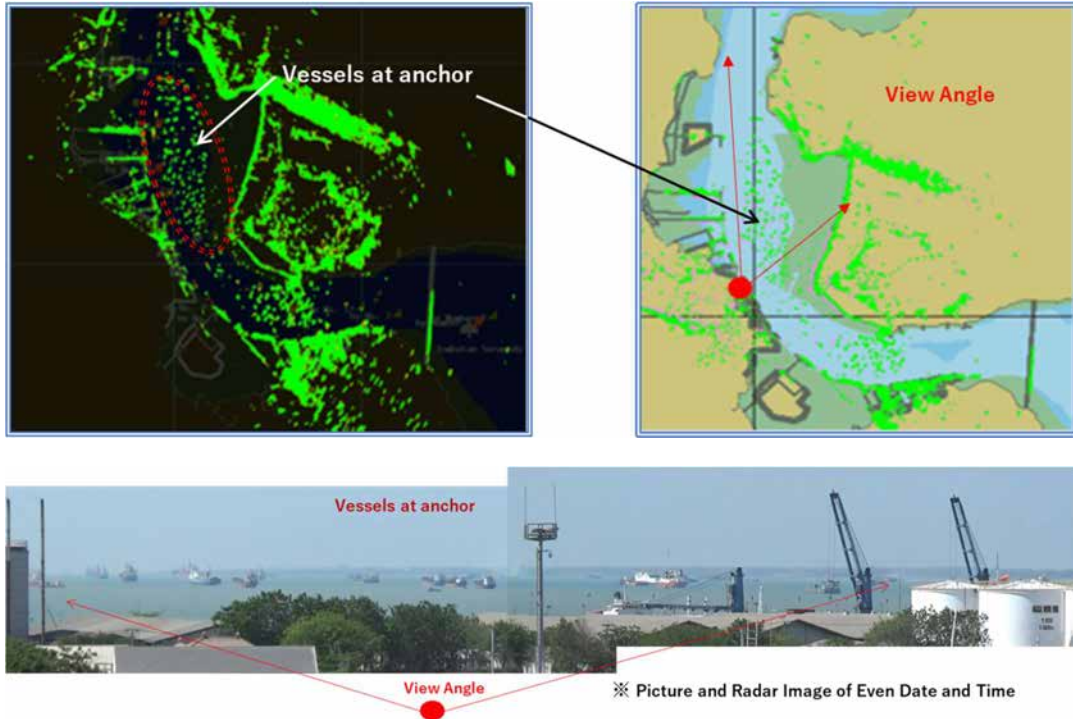 Vessels at anchor
View Angle
Vessels at anchor
View Angle
※ Picture and Radar Image of Even Date and Time